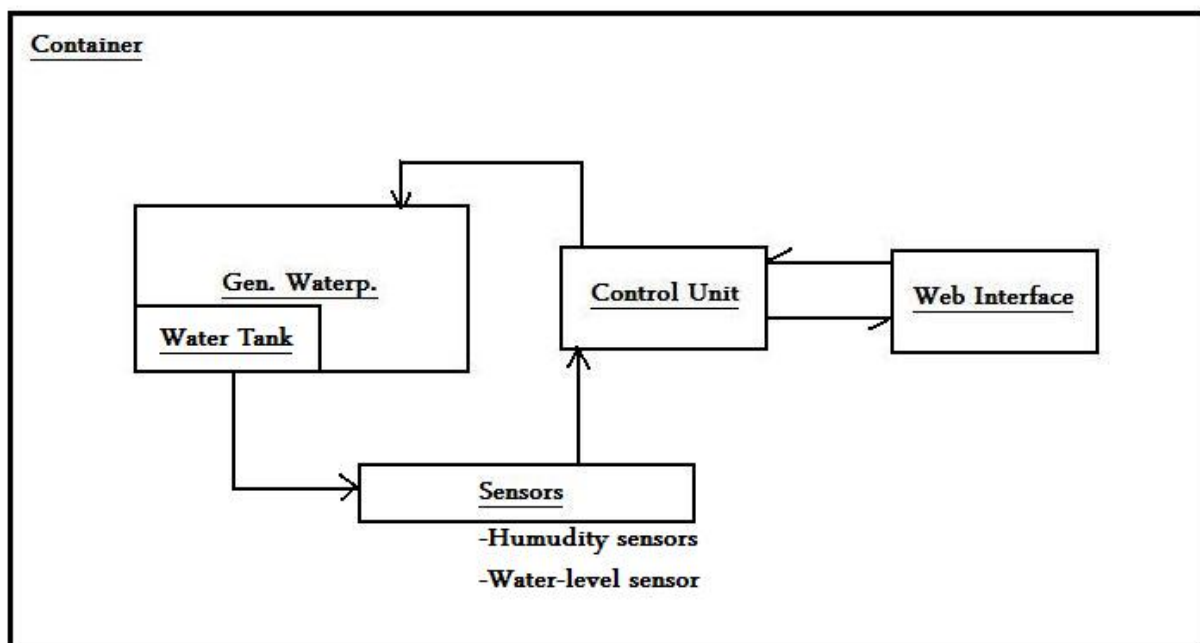 Container
Gen. Waterp.
Water Tank
Control Unit
Web Interface
Sensors
-Humudity sensors
-Water-level sensor